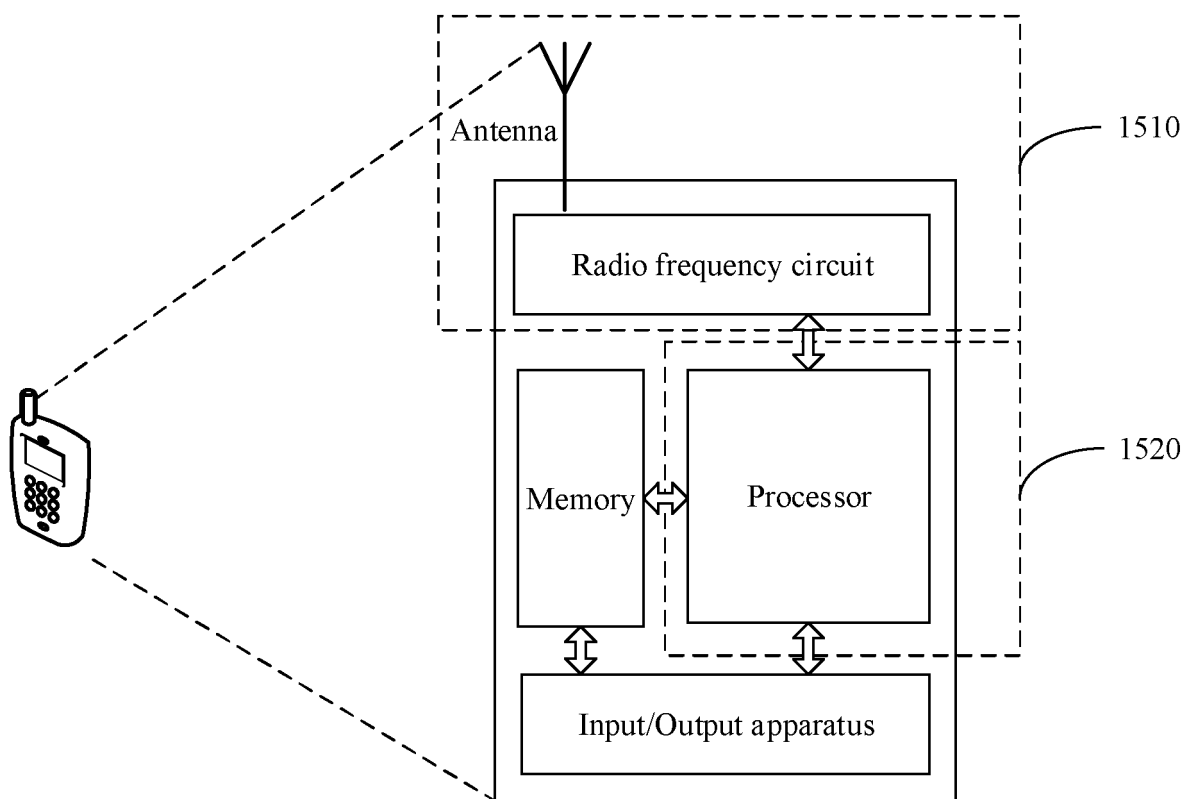 Antenna
1510
Radio frequency circuit
1520
Memory
Processor
Input/Output apparatus